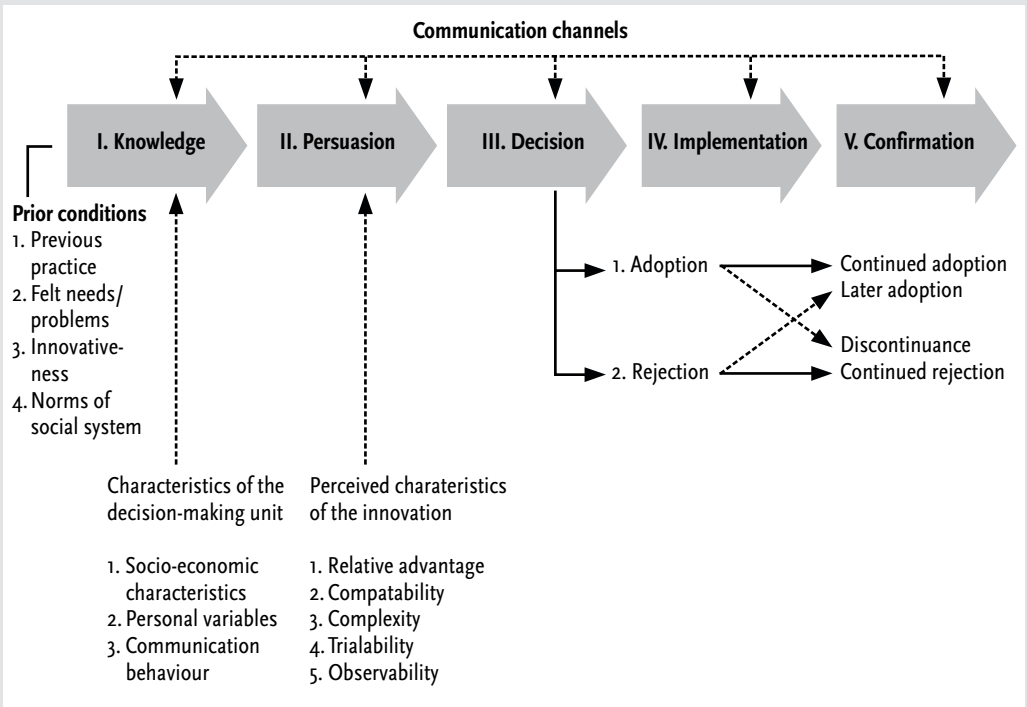 Communication channels
I. Knowledge
II. Persuasion
III. Decision
IV. Implementation
V. Confirmation
Prior conditions
1. Previous
practice
2. Felt needs/
problems
3. Innovative-
ness
4. Norms of
social system
1. Adoption
2. Rejection
Continued adoption
Later adoption
Discontinuance
Continued rejection
Characteristics of the
decision-making unit
1. Socio-economic
characteristics
2. Personal variables
3. Communication
behaviour
Perceived charateristics
of the innovation
1. Relative advantage
2. Compatability
3. Complexity
4. Trialability
5. Observability